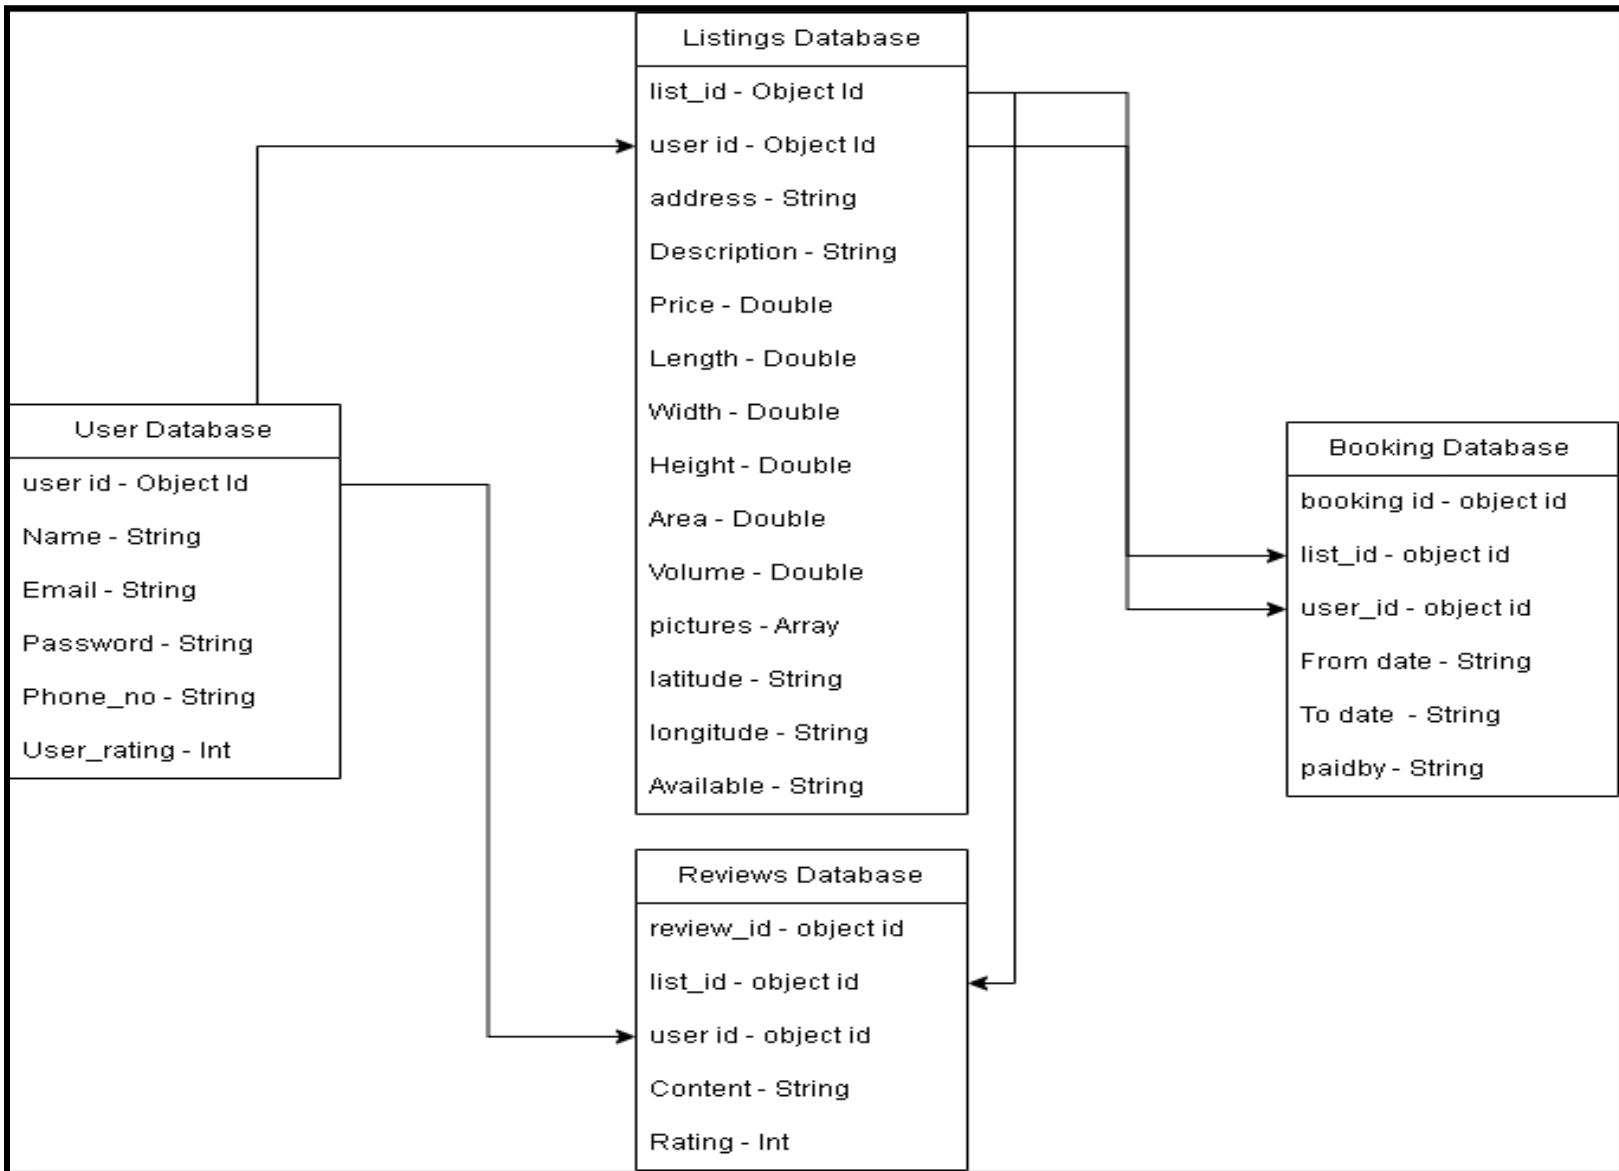 Listings Database
list_id - Object Id
user id - Object Id
address - String
Description - String
Price - Double
Length - Double
Width - Double
Height - Double
Area - Double
Volume - Double
pictures - Array
latitude - String
longitude - String
Available - String
User Database
user id - Object Id
Name - String
Email - String
Password - String
Phone_no - String
User_rating - Int
Booking Database
booking id - object id
list_id - object id
user_id - object id
From date - String
To date - String
paidby - String
Reviews Database
review_id - object id
list_id - object id
user id - object id
Content - String
Rating - Int